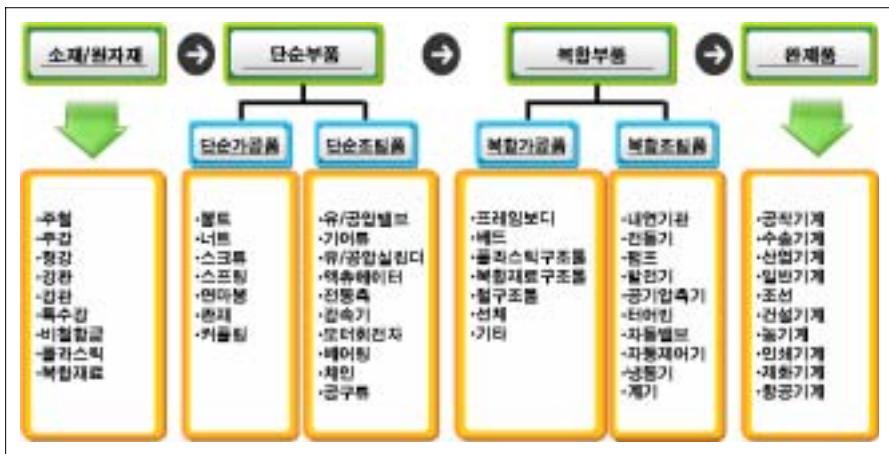 소재/원자재
단순부품
복합부품
완제품
단순가공품
단순조립품
복합가공품
복합조립품
•주철
•주강
•형강
•강판
•강관
•특수강
•비철합금
•플라스틱
•복합재료
•볼트
•너트
•스크류
•스프링
•연마봉
•판재
•커플링
•유/공압밸브
•기어류
•유/공압실린더
•액츄에이터
•전동축
•감속기
•모터회전자
•베어링
•체인
•공구류
•프레임보디
•베드
•플라스틱구조물
•복합재료구조물
•철구조물
•선체
•기타
•내연기관
•전동기
•펌프
•발전기
•공기압축기
•터어빈
•자동밸브
•자동제어기
•냉동기
•계기
•공작기계
•수송기계
•산업기계
•일반기계
•조선
•건설기계
•농기계
•인쇄기계
•제화기계
•항공기계